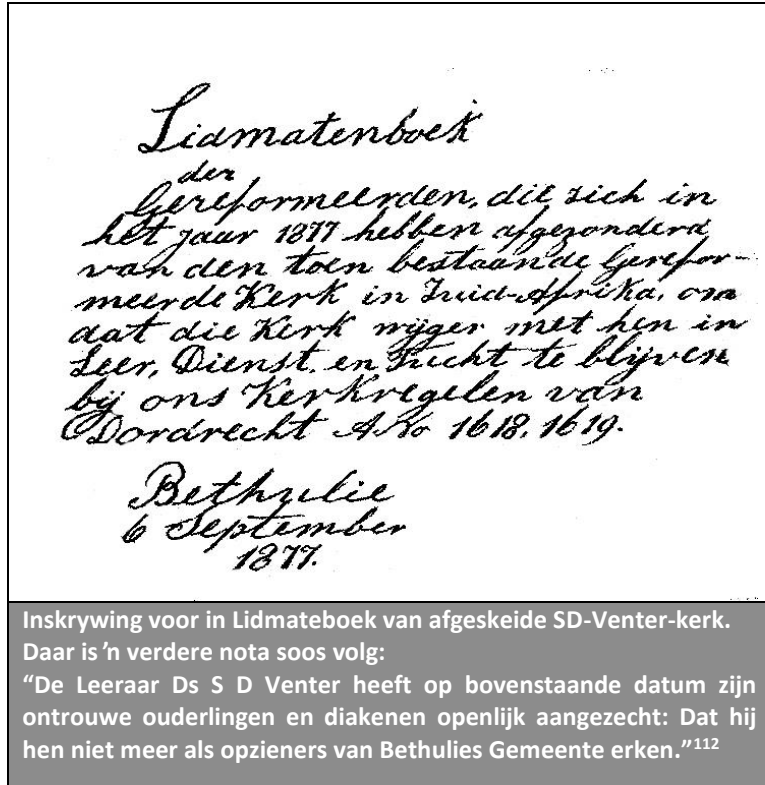 Lidmatenboek
der
Gereformeerden, die zich in
het jaar 1877 hebben afgezonderd
van den toen bestaande Gerefor-
meerde Kerk in Zuid-Afrika, om
dat die Kerk wijger met hen in
Leer, Dienst, en Tucht te blijven
bij ons Kerkregelen van
Dordrecht A.No 1618, 1619.
Bethulie
6 September
1877.
Inskrywing voor in Lidmateboek van afgeskeide SD-Venter-kerk.
Daar is 'n verdere nota soos volg:
“De Leeraar Ds S D Venter heeft op bovenstaande datum zijn
ontrouwe ouderlingen en diakenen openlijk aangezecht: Dat hij
hen niet meer als opzieners van Bethulies Gemeente erken.”112